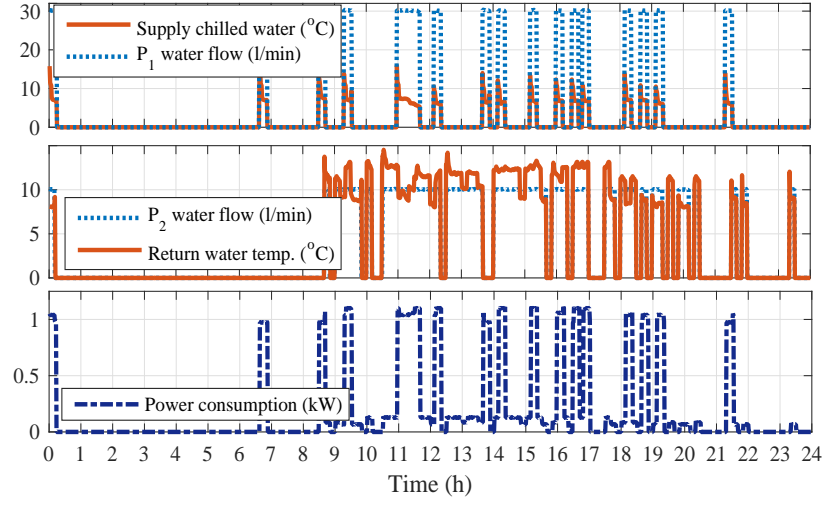 30
20
10
0
Supply chilled water (°C)
P1 water flow (l/min)
15
10
5
0
P2 water flow (l/min)
Return water temp. (°C)
1
0.5
0
Power consumption (kW)
0 1 2 3 4 5 6 7 8 9 10 11 12 13 14 15 16 17 18 19 20 21 22 23 24
Time (h)